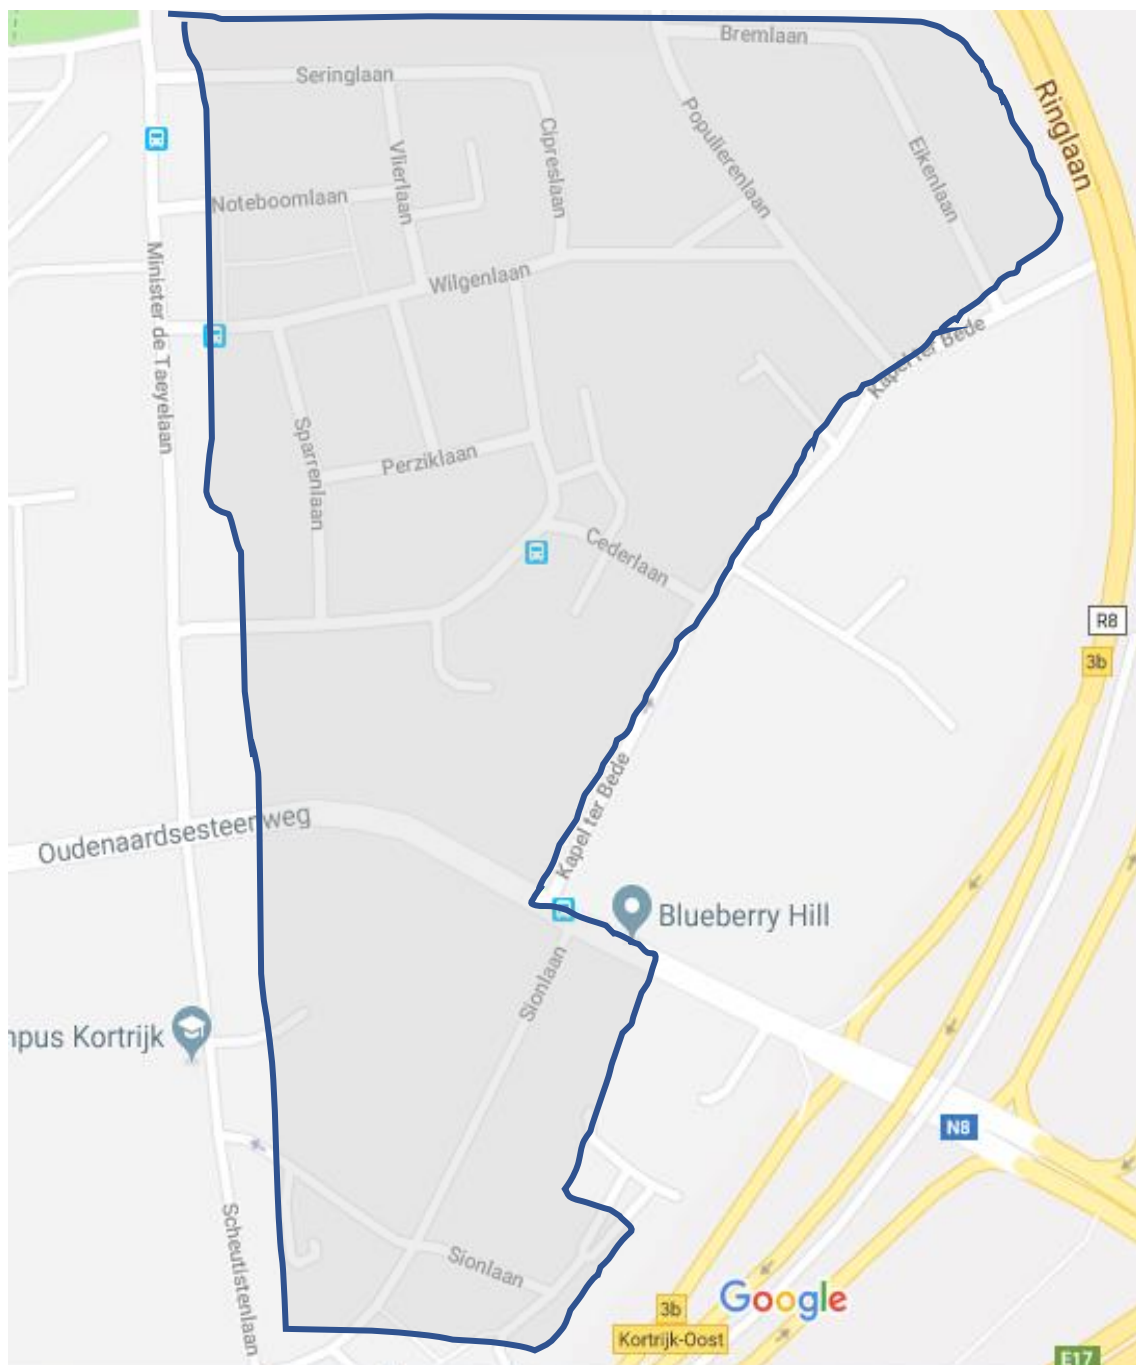 Bremlaan
Seringlaan
Ringlaan
Populierenlaan
Cipreslaan
Vlierlaan
Eikenlaan
Noteboomlaan
Minister de Taeyelaan
Wilgenlaan
Kapel ter Bede
Sparrenlaan
Perziklaan
Cederlaan
R8
3b
Kapel ter Bede
Oudenaardsesteenweg
Blueberry Hill
Sionlaan
mpus Kortrijk
N8
Scheutistenlaan
Sionlaan
Google
3b
Kortrijk-Oost
E17